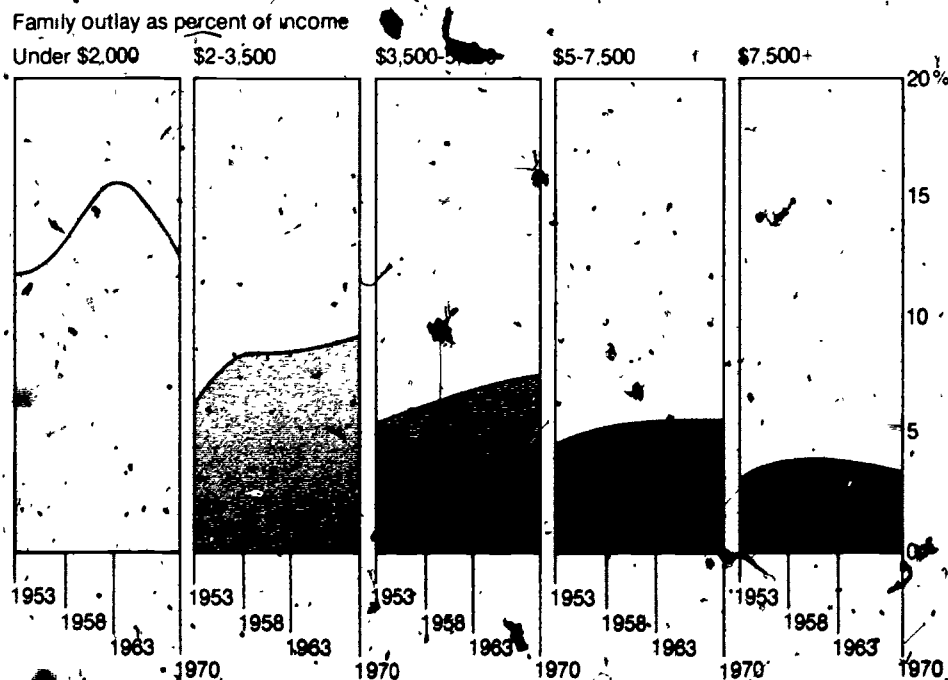 Family outlay as percent of income
Under $2,000 $2-3,500 $3,500- $5-7,500 $7,500+
20%
15
10
5
0
1953 1953 1953 1953 1953
1958 1958 1958 1958 1958
1963 1963 1963 1963 1963
1970 1970 1970 1970 1970